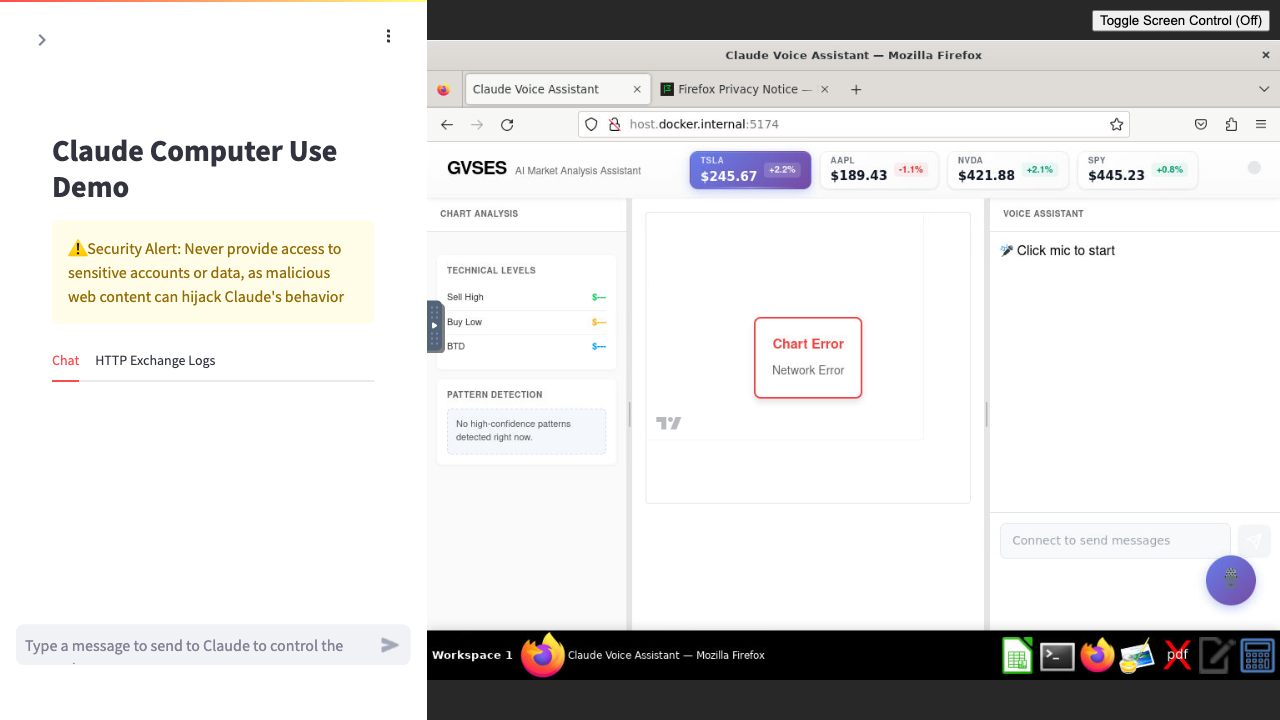 Toggle Screen Control (Off)
Claude Computer Use
Demo
⚠️Security Alert: Never provide access to
sensitive accounts or data, as malicious
web content can hijack Claude's behavior
Chat HTTP Exchange Logs
Type a message to send to Claude to control the
Claude Voice Assistant — Mozilla Firefox
Claude Voice Assistant
Firefox Privacy Notice —
host.docker.internal:5174
GVSES AI Market Analysis Assistant
TSLA
$245.67 +2.2%
AAPL
$189.43 -1.1%
NVDA
$421.88 +2.1%
SPY
$445.23 +0.8%
CHART ANALYSIS
TECHNICAL LEVELS
Sell High $---
Buy Low $---
BTD $---
PATTERN DETECTION
No high-confidence patterns
detected right now.
Chart Error
Network Error
VOICE ASSISTANT
Click mic to start
Connect to send messages
Workspace 1
Claude Voice Assistant — Mozilla Firefox
pdf